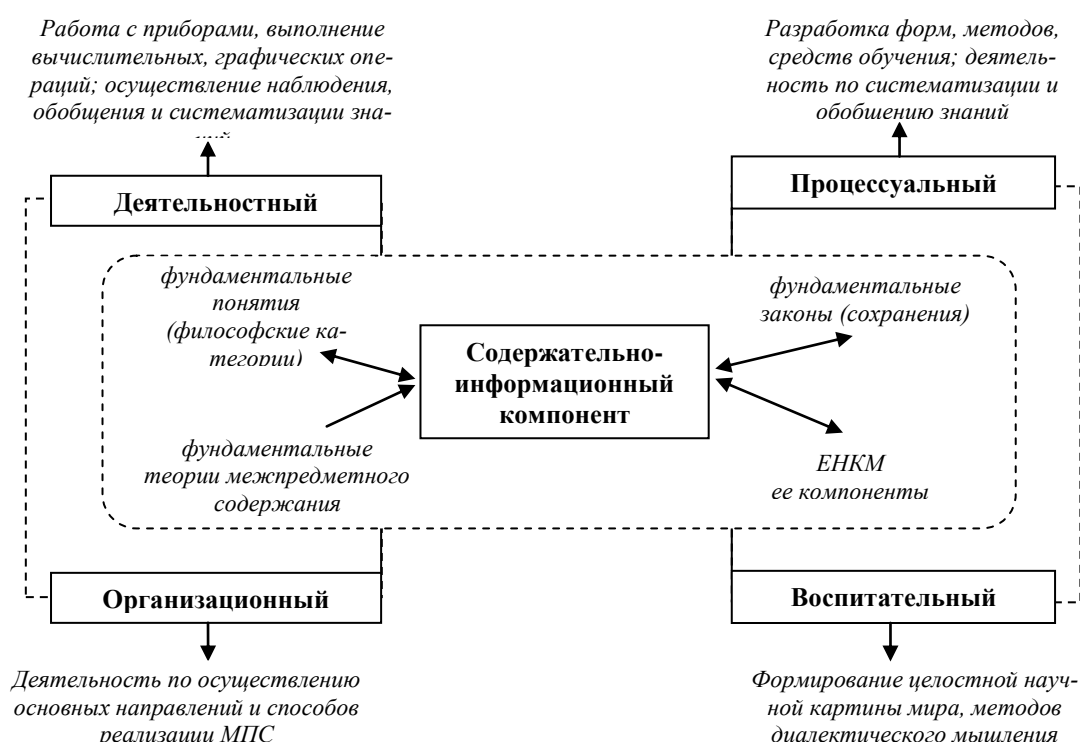 Работа с приборами, выполнение
вычислительных, графических опе-
раций; осуществление наблюдения,
обобщения и систематизации зна-
Разработка форм, методов,
средств обучения; деятель-
ность по систематизации и
обобшению знаний
Деятельностный
Процессуальный
фундаментальные
понятия
(философские ка-
тегории)
фундаментальные
законы (сохранения)
Содержательно-
информационный
компонент
фундаментальные
теории межпредметного
содержания
ЕНКМ
ее компоненты
Организационный
Воспитательный
Деятельность по осуществлению
основных направлений и способов
реализации МПС
Формирование целостной науч-
ной картины мира, методов
диалектического мышления